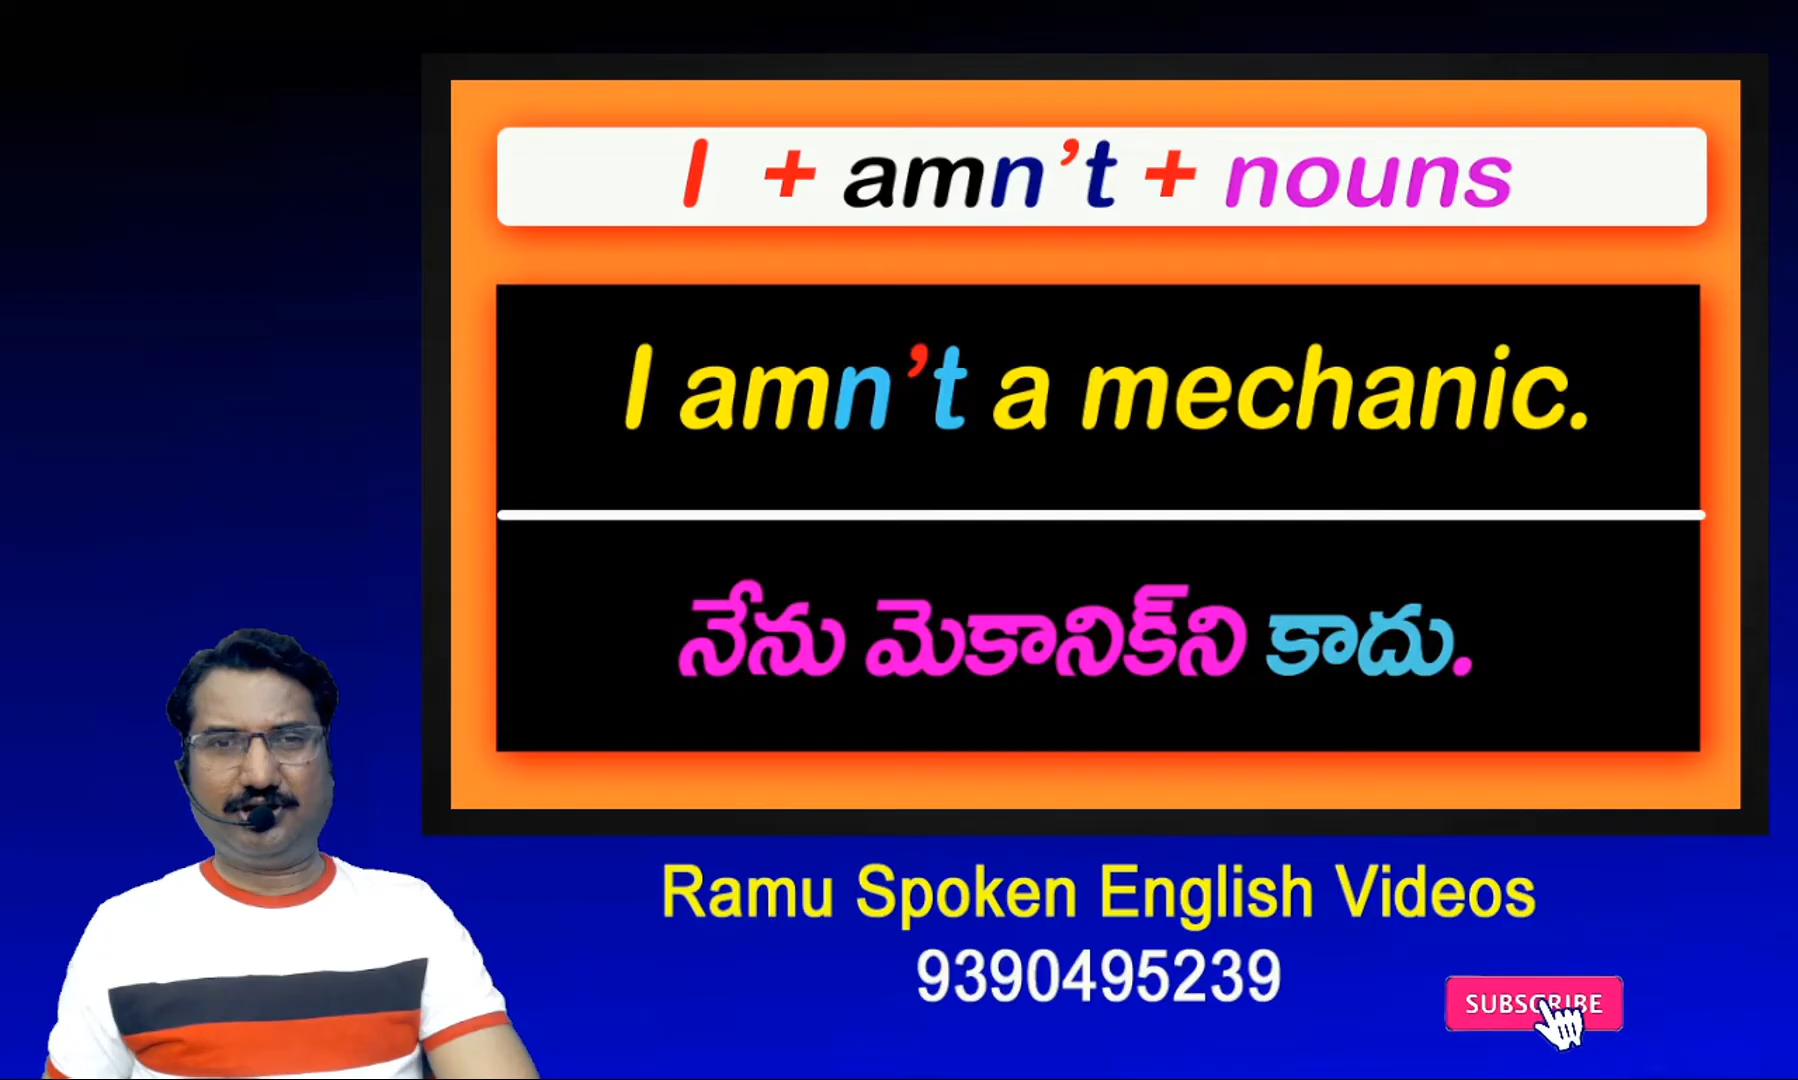 I + amn’t + nouns
I amn’t a mechanic.
నేను మెకానిక్‌ని కాదు.
Ramu Spoken English Videos
9390495239
SUBSCRIBE